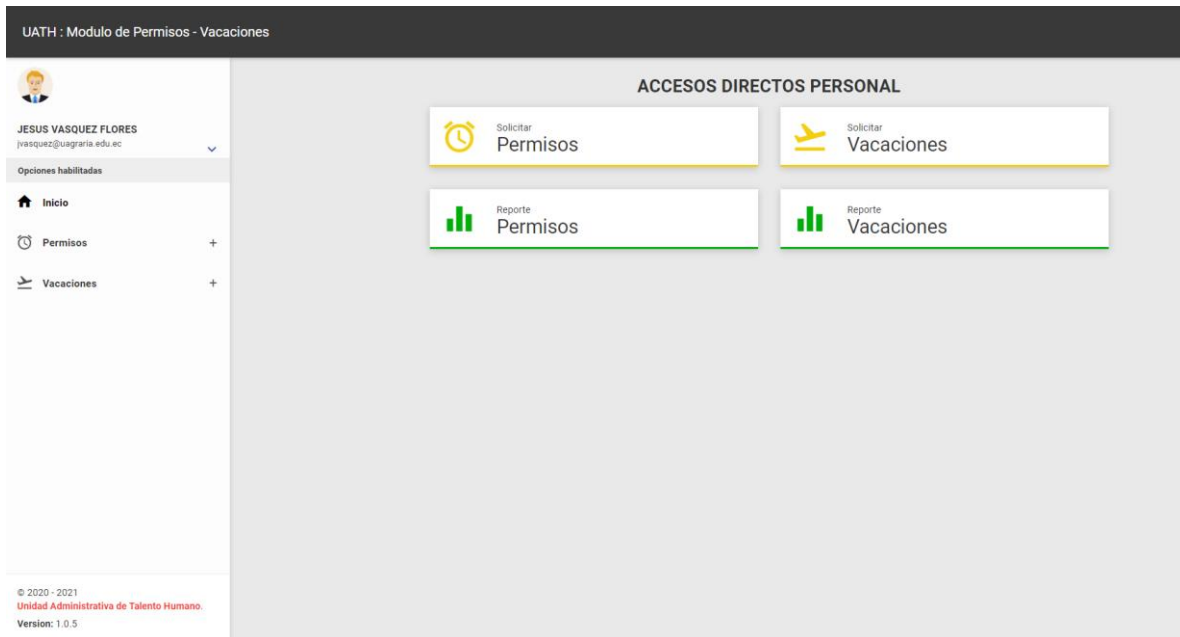 UATH : Modulo de Permisos - Vacaciones
JESUS VASQUEZ FLORES
jvasquez@uagraria.edu.ec
Opciones habilitadas
Inicio
Permisos +
Vacaciones +
© 2020 - 2021
Unidad Administrativa de Talento Humano.
Version: 1.0.5
ACCESOS DIRECTOS PERSONAL
Solicitar
Permisos
Solicitar
Vacaciones
Reporte
Permisos
Reporte
Vacaciones